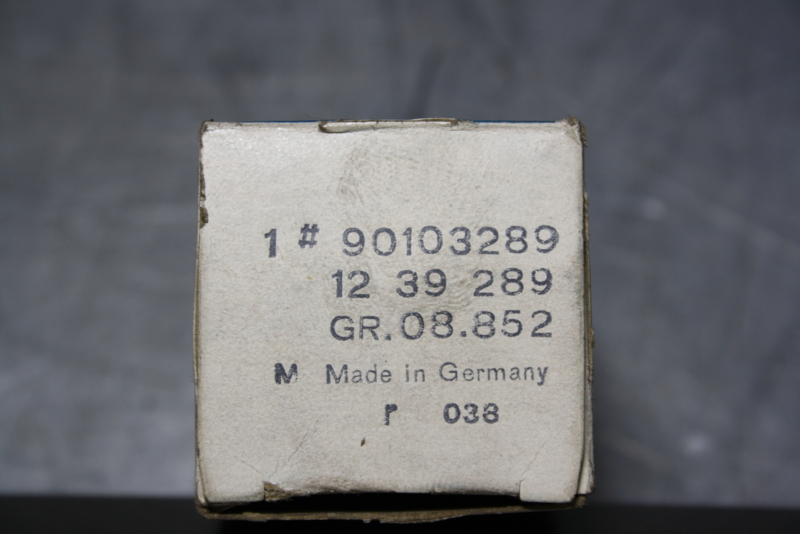 1 # 90103289
12 39 289
GR. 08.852
M Made in Germany
r 038